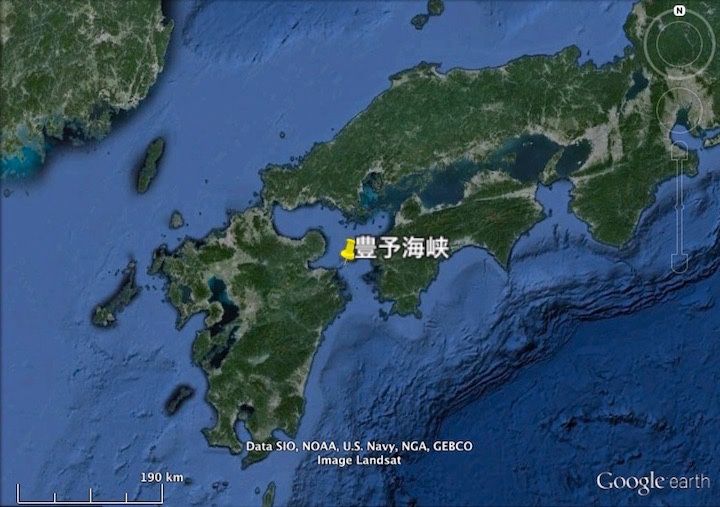 N
豊予海峡
Data SIO, NOAA, U.S. Navy, NGA, GEBCO
Image Landsat
190 km
Google earth